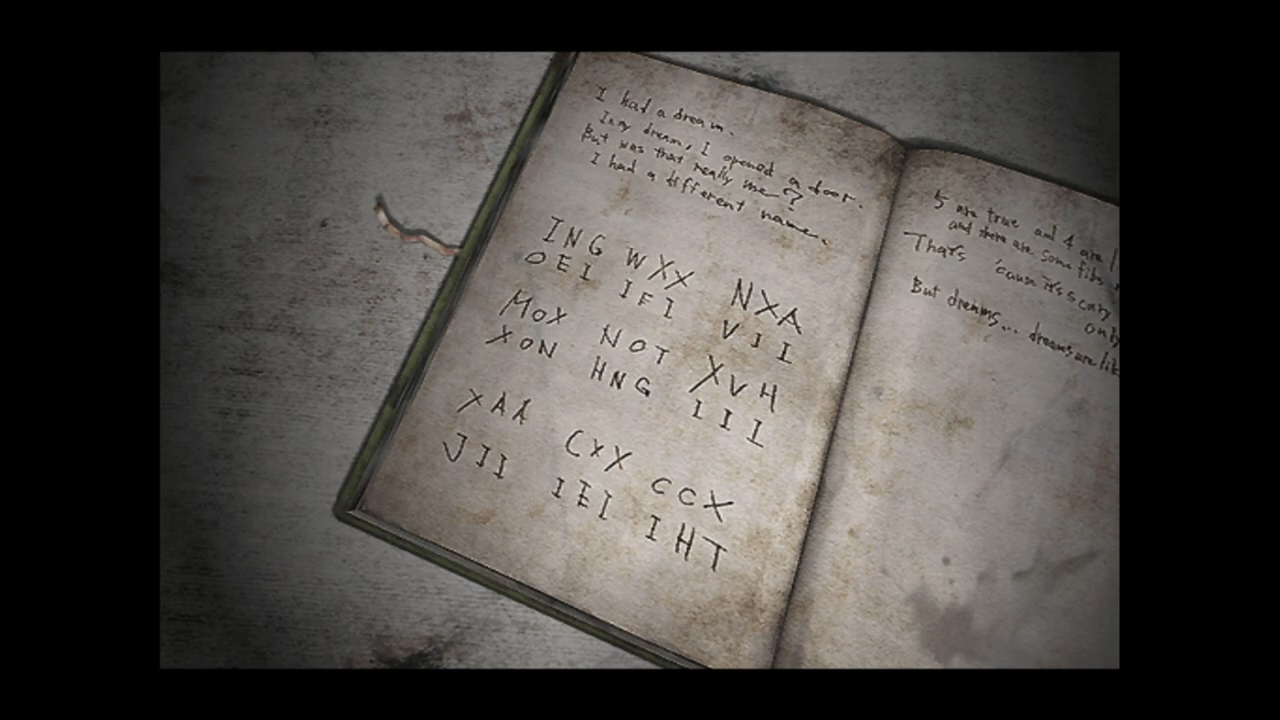 I had a dream.
In my dream, I opened a door.
But was that really me?
I had a different name.
ING WXX NXA
OEI IFI VII
MOX NOT XVH
XON HNG III
XAA CXX CCX
JII IEI IHT
5 are true and 4 are
and there are some fibs
That's 'cause it's scary
only
But dreams... dreams are lik